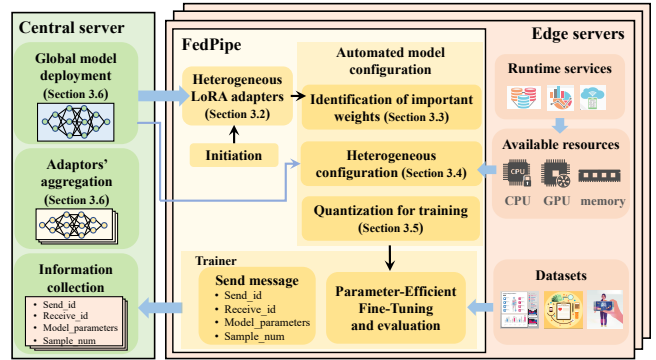 Central server
Global model
deployment
(Section 3.6)
Adaptors'
aggregation
(Section 3.6)
Information
collection
• Send_id
• Receive_id
• Model_parameters
• Sample_num
FedPipe
Heterogeneous
LoRA adapters
(Section 3.2)
Initiation
Automated model
configuration
Identification of important
weights (Section 3.3)
Heterogeneous
configuration (Section 3.4)
Quantization for training
(Section 3.5)
Trainer
Send message
• Send_id
• Receive_id
• Model_parameters
• Sample_num
Parameter-Efficient
Fine-Tuning
and evaluation
Edge servers
Runtime services
Available resources
CPU
CPU GPU memory
Datasets